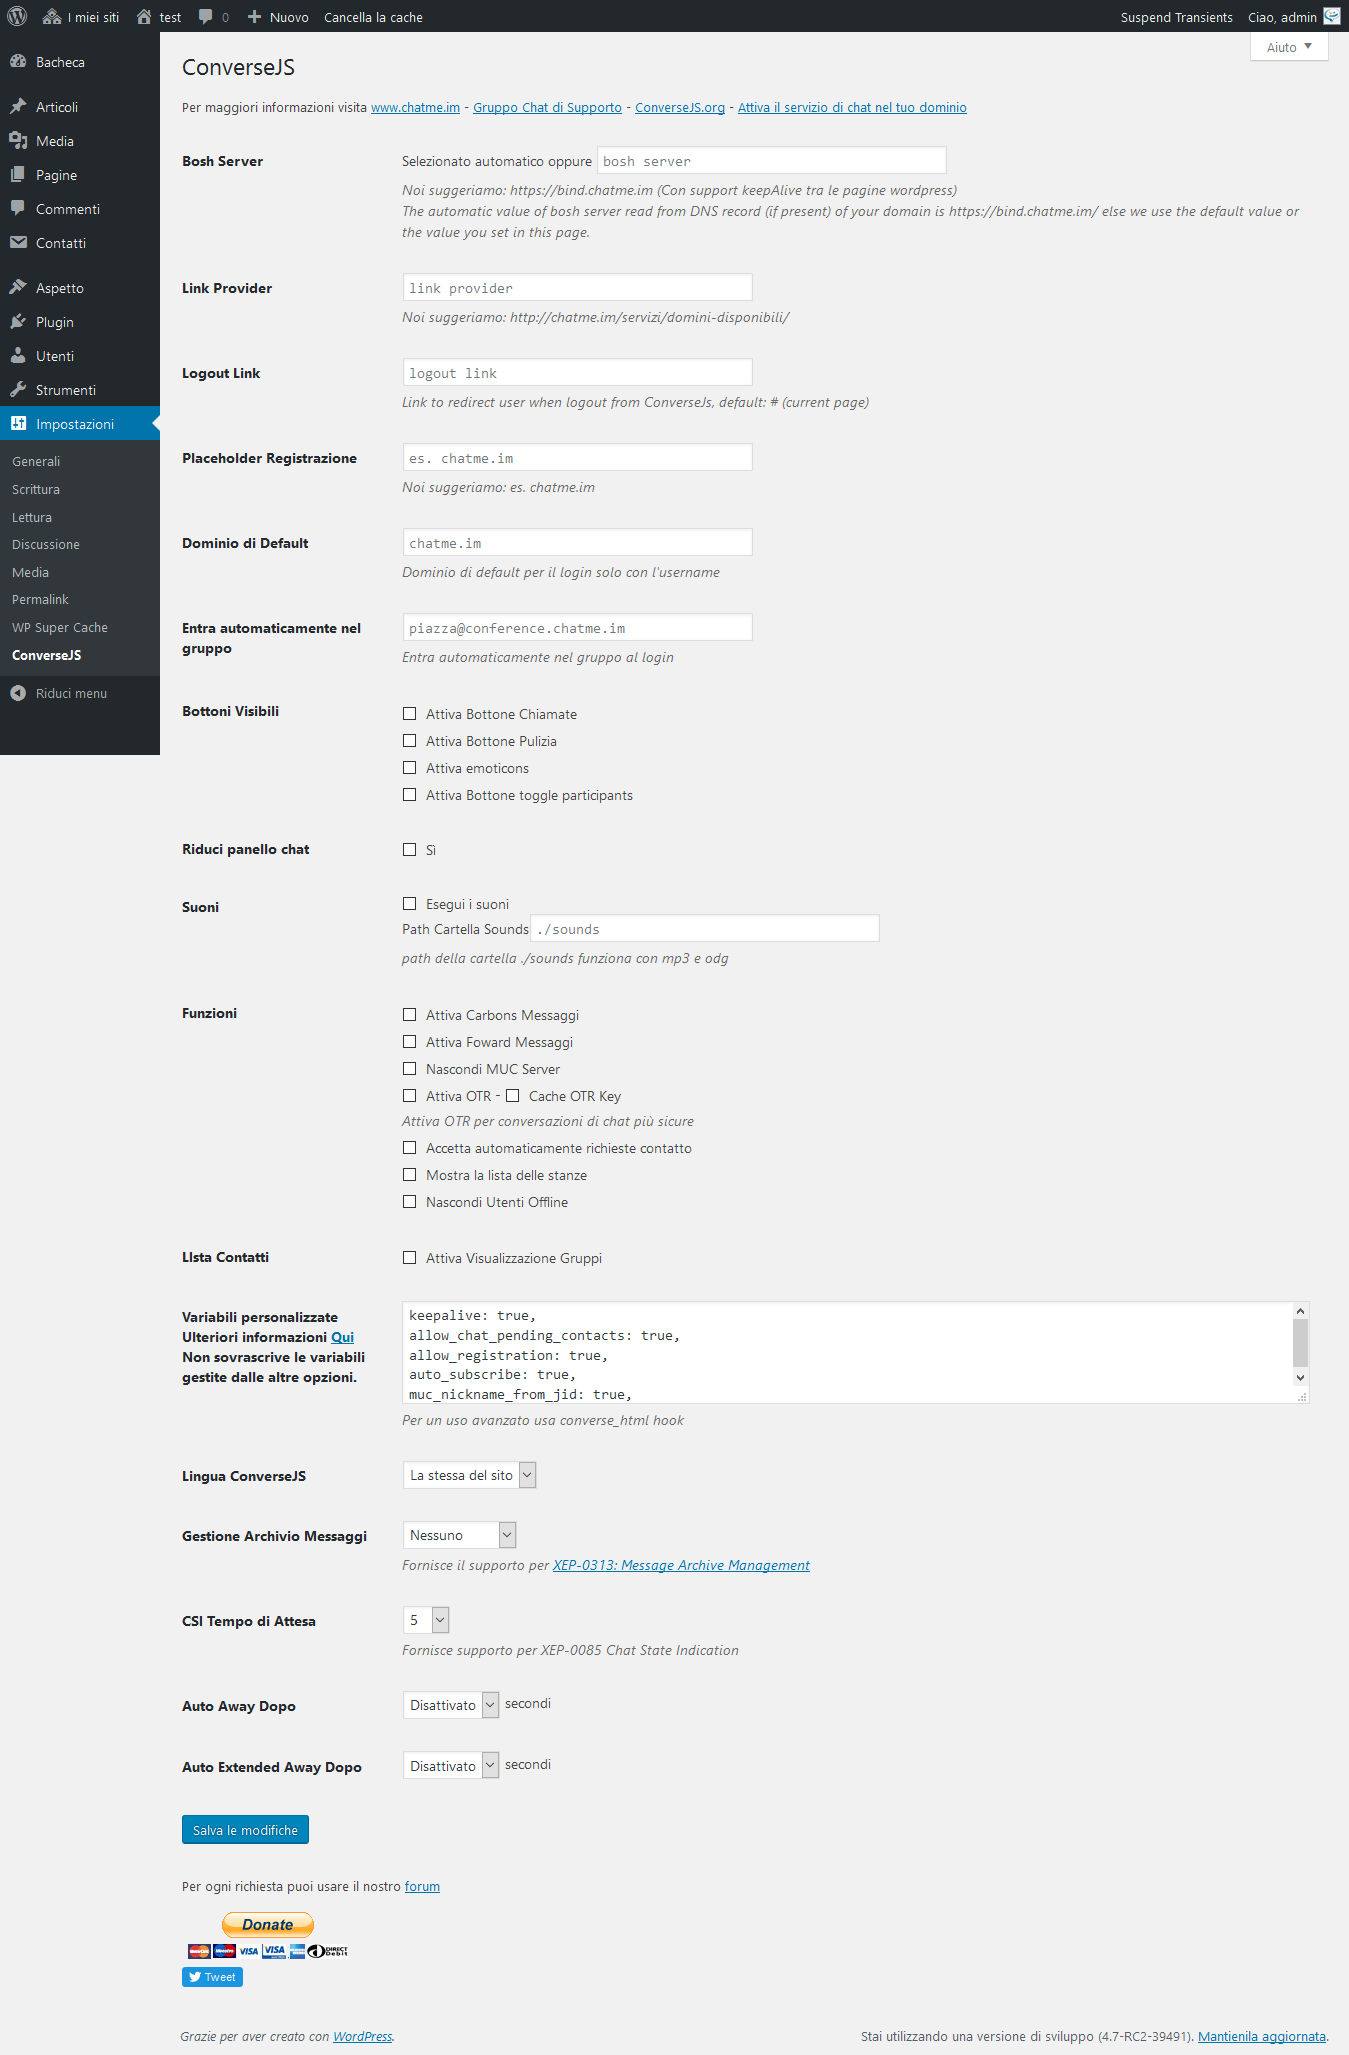 I miei siti test 0 Nuovo Cancella la cache Suspend Transients Ciao, admin
Aiuto
Bacheca
Articoli
Media
Pagine
Commenti
Contatti
Aspetto
Plugin
Utenti
Strumenti
Impostazioni
Generali
Scrittura
Lettura
Discussione
Media
Permalink
WP Super Cache
ConverseJS
Riduci menu
ConverseJS
Per maggiori informazioni visita www.chatme.im - Gruppo Chat di Supporto - ConverseJS.org - Attiva il servizio di chat nel tuo dominio
Bosh Server
Selezionato automatico oppure bosh server
Noi suggeriamo: https://bind.chatme.im (Con support keepAlive tra le pagine wordpress)
The automatic value of bosh server read from DNS record (if present) of your domain is https://bind.chatme.im/ else we use the default value or
the value you set in this page.
Link Provider
link provider
Noi suggeriamo: http://chatme.im/servizi/domini-disponibili/
Logout Link
logout link
Link to redirect user when logout from ConverseJs, default: # (current page)
Placeholder Registrazione
es. chatme.im
Noi suggeriamo: es. chatme.im
Dominio di Default
chatme.im
Dominio di default per il login solo con l'username
Entra automaticamente nel
gruppo
piazza@conference.chatme.im
Entra automaticamente nel gruppo al login
Bottoni Visibili
Attiva Bottone Chiamate
Attiva Bottone Pulizia
Attiva emoticons
Attiva Bottone toggle participants
Riduci panello chat
Sì
Suoni
Esegui i suoni
Path Cartella Sounds ./sounds
path della cartella ./sounds funziona con mp3 e odg
Funzioni
Attiva Carbons Messaggi
Attiva Foward Messaggi
Nascondi MUC Server
Attiva OTR - Cache OTR Key
Attiva OTR per conversazioni di chat più sicure
Accetta automaticamente richieste contatto
Mostra la lista delle stanze
Nascondi Utenti Offline
LIsta Contatti
Attiva Visualizzazione Gruppi
Variabili personalizzate
Ulteriori informazioni Qui
Non sovrascrive le variabili
gestite dalle altre opzioni.
keepalive: true,
allow_chat_pending_contacts: true,
allow_registration: true,
auto_subscribe: true,
muc_nickname_from_jid: true,
Per un uso avanzato usa converse_html hook
Lingua ConverseJS
La stessa del sito
Gestione Archivio Messaggi
Nessuno
Fornisce il supporto per XEP-0313: Message Archive Management
CSI Tempo di Attesa
5
Fornisce supporto per XEP-0085 Chat State Indication
Auto Away Dopo
Disattivato secondi
Auto Extended Away Dopo
Disattivato secondi
Salva le modifiche
Per ogni richiesta puoi usare il nostro forum
Donate
MasterCard Maestro VISA VISA DIRECT Debit
Tweet
Grazie per aver creato con WordPress.
Stai utilizzando una versione di sviluppo (4.7-RC2-39491). Mantienila aggiornata.